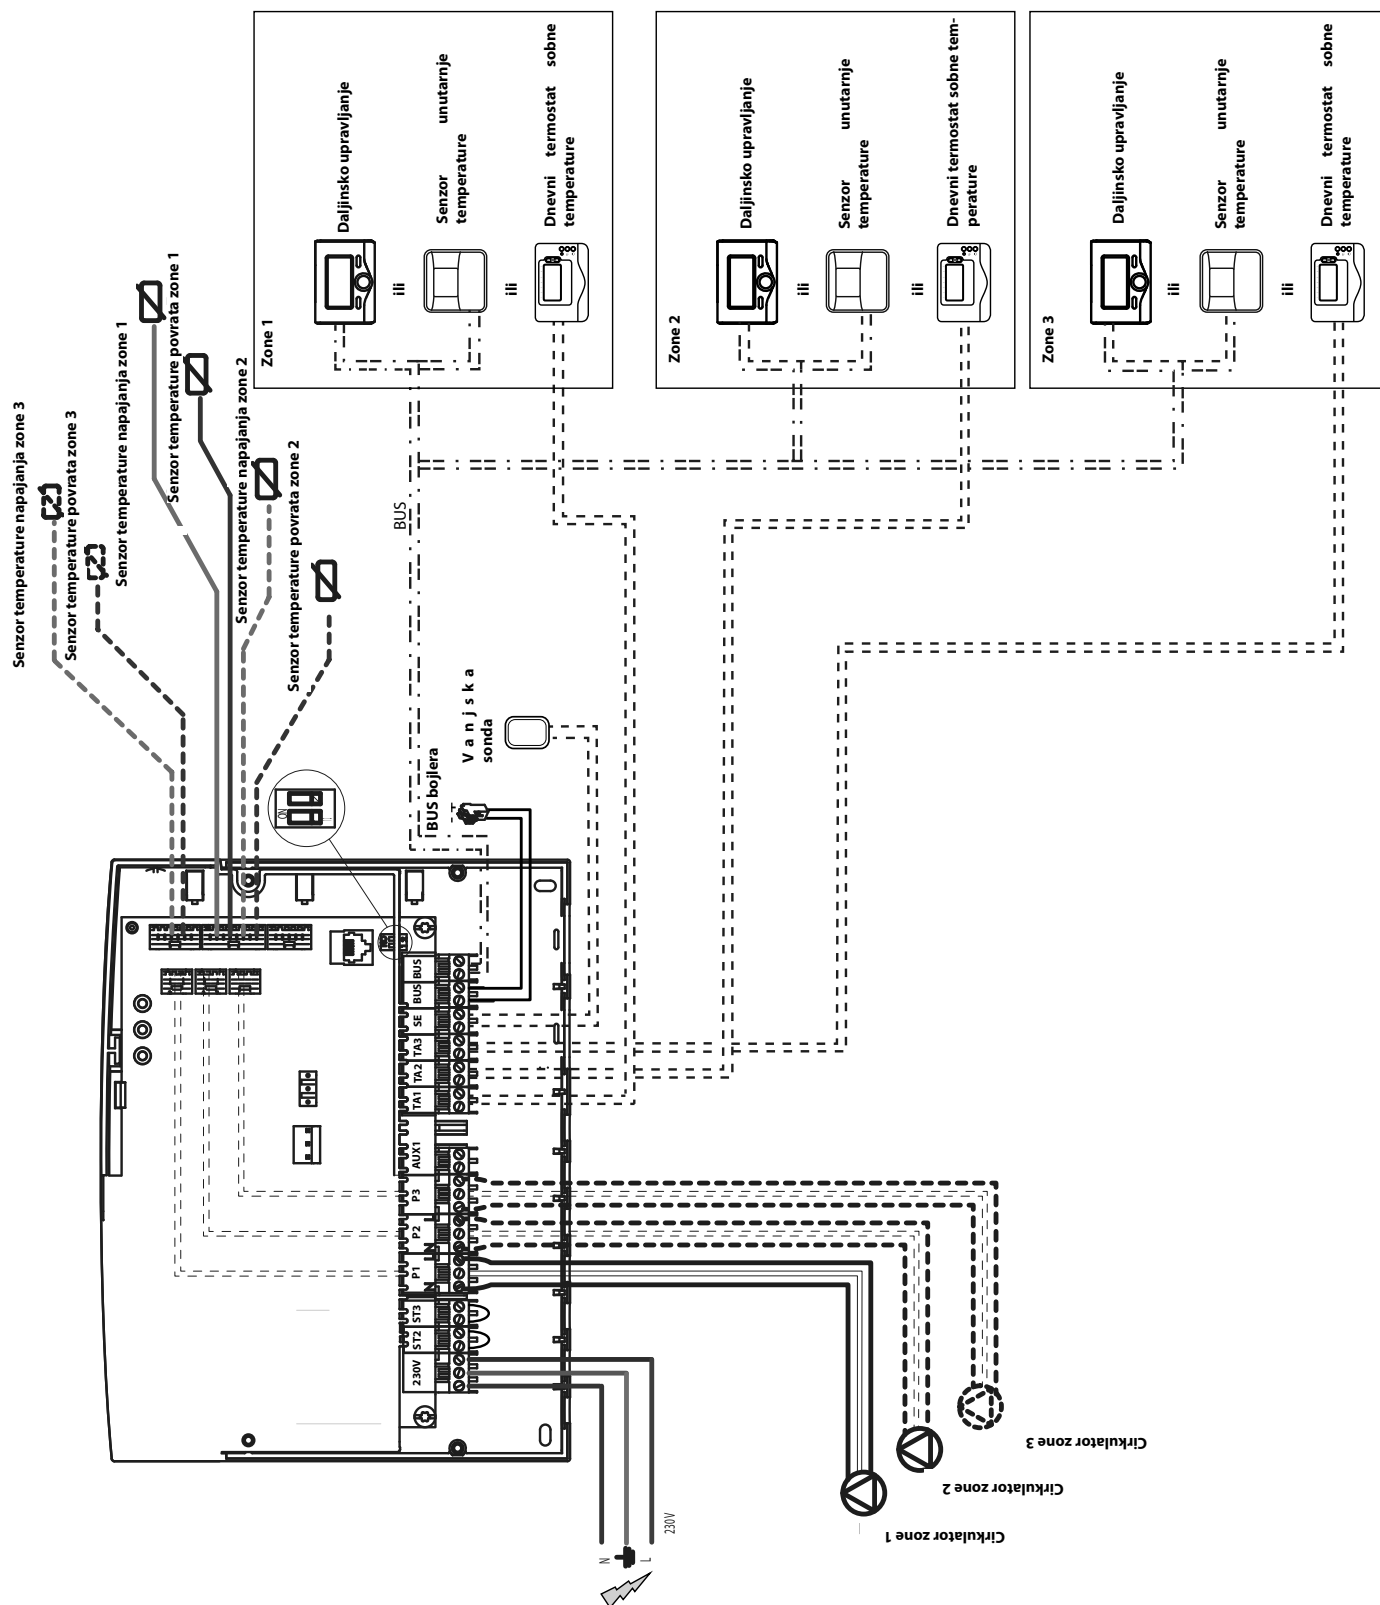 Senzor temperature napajanja zone 3
Senzor temperature povrata zone 3
Senzor temperature napajanja zone 1
Senzor temperature povrata zone 1
Senzor temperature napajanja zone 2
Senzor temperature povrata zone 2
Zone 1
Daljinsko upravljanje
ili
Senzor unutarnje
temperature
ili
Dnevni termostat sobne
temperature
Zone 2
Daljinsko upravljanje
ili
Senzor unutarnje
temperature
ili
Dnevni termostat sobne tem-
perature
Zone 3
Daljinsko upravljanje
ili
Senzor unutarnje
temperature
ili
Dnevni termostat sobne
temperature
BUS
BUS bojlera
Vanjska
sonda
ON
230V
ST2
ST3
P1
P2
P3
AUX1
TA1
TA2
TA3
SE
BUS
BUS
N
N
L
N
L
230V
Cirkulator zone 1
Cirkulator zone 2
Cirkulator zone 3